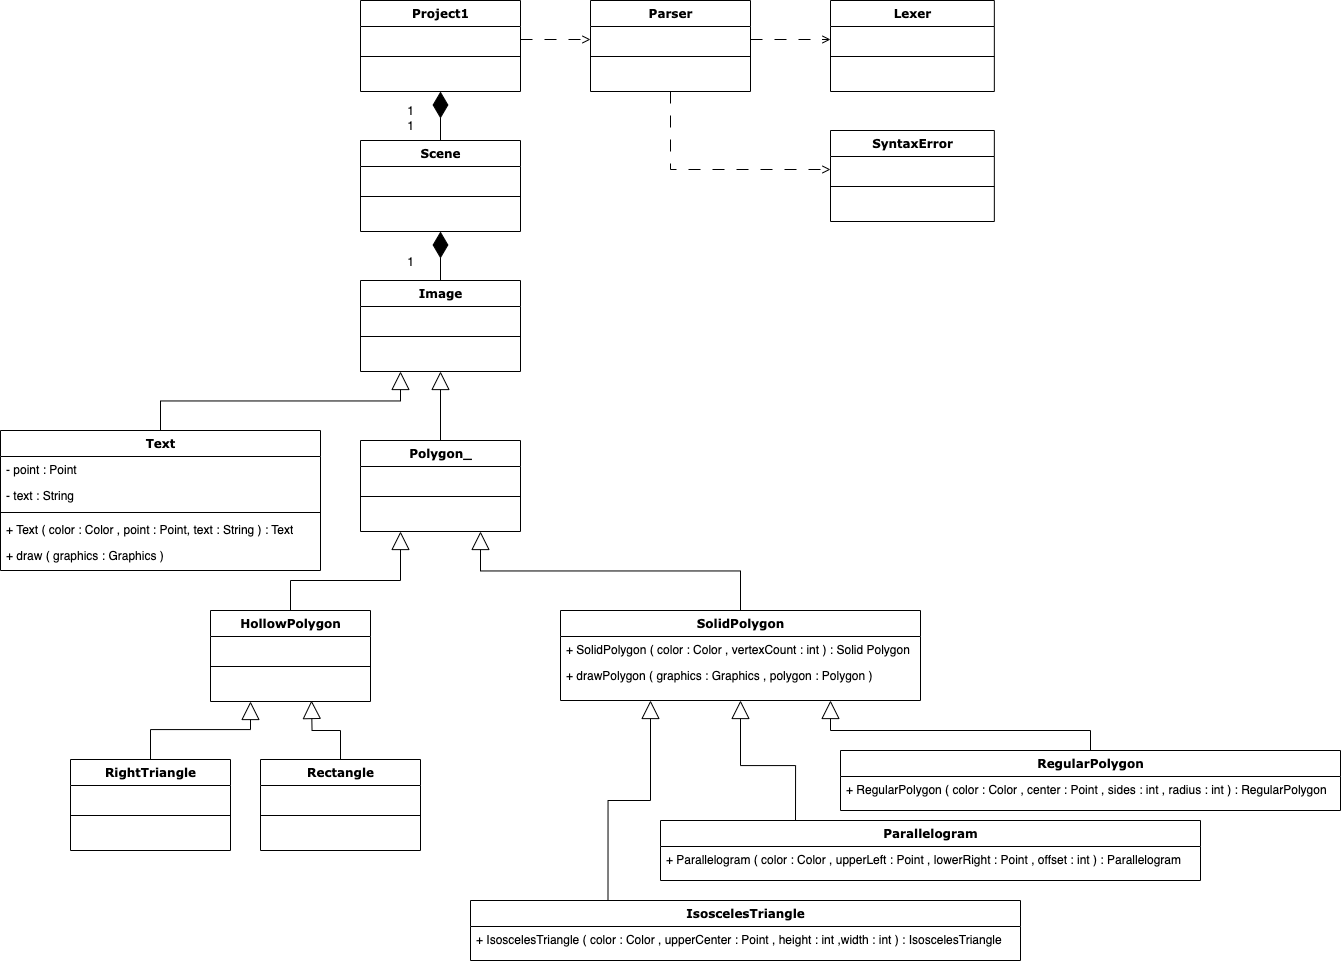 Project1
Parser
Lexer
1
1
Scene
SyntaxError
1
Image
Text
- point : Point
- text : String
+ Text ( color : Color , point : Point, text : String ) : Text
+ draw ( graphics : Graphics )
Polygon_
HollowPolygon
SolidPolygon
+ SolidPolygon ( color : Color , vertexCount : int ) : Solid Polygon
+ drawPolygon ( graphics : Graphics , polygon : Polygon )
RightTriangle
Rectangle
RegularPolygon
+ RegularPolygon ( color : Color , center : Point , sides : int , radius : int ) : RegularPolygon
Parallelogram
+ Parallelogram ( color : Color , upperLeft : Point , lowerRight : Point , offset : int ) : Parallelogram
IsoscelesTriangle
+ IsoscelesTriangle ( color : Color , upperCenter : Point , height : int ,width : int ) : IsoscelesTriangle